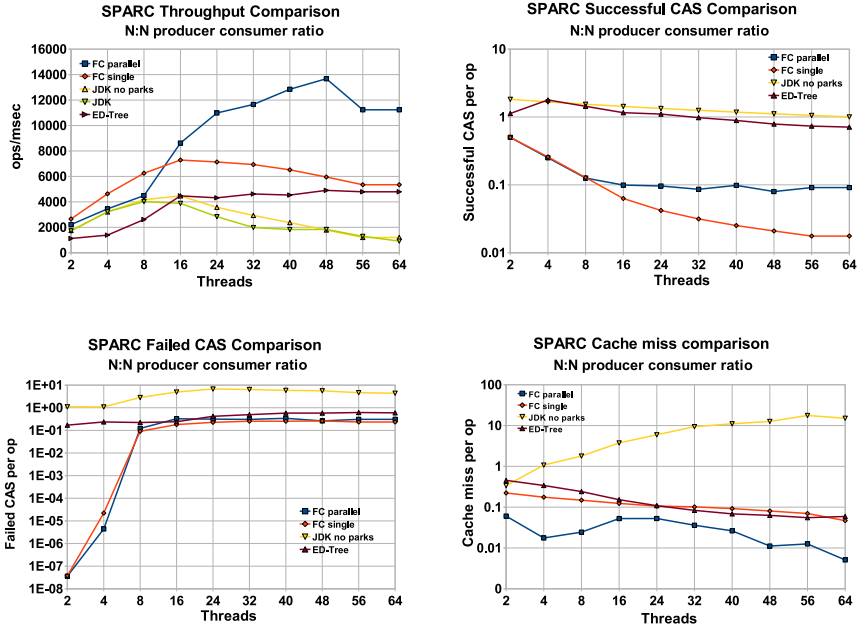 SPARC Throughput Comparison
N:N producer consumer ratio
16000
14000
12000
10000
8000
6000
4000
2000
0
ops/msec
FC parallel
FC single
JDK no parks
JDK
ED-Tree
2 4 8 16 24 32 40 48 56 64
Threads
SPARC Successful CAS Comparison
N:N producer consumer ratio
10
1
0.1
0.01
Successful CAS per op
FC parallel
FC single
JDK no parks
ED-Tree
2 4 8 16 24 32 40 48 56 64
Threads
SPARC Failed CAS Comparison
N:N producer consumer ratio
1E+01
1E+00
1E-01
1E-02
1E-03
1E-04
1E-05
1E-06
1E-07
1E-08
Failed CAS per op
FC parallel
FC single
JDK no parks
ED-Tree
2 4 8 16 24 32 40 48 56 64
Threads
SPARC Cache miss comparison
N:N producer consumer ratio
100
10
1
0.1
0.01
0
Cache miss per op
FC parallel
FC single
JDK no parks
ED-Tree
2 4 8 16 24 32 40 48 56 64
Threads